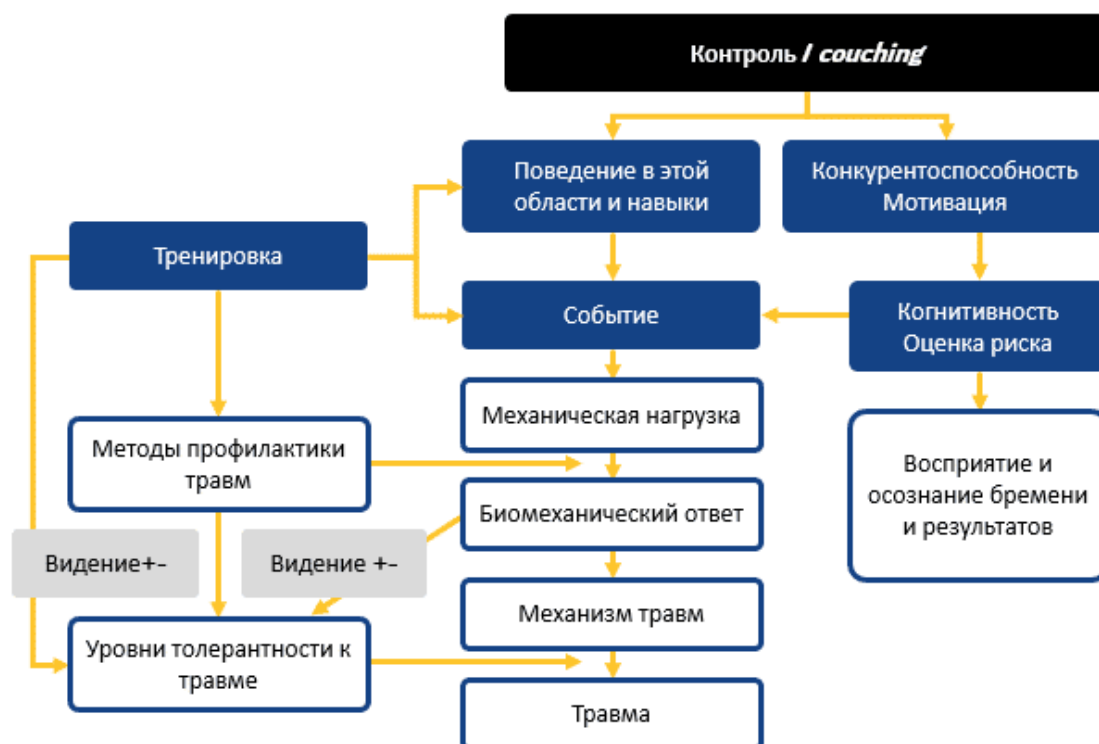 Контроль / couching
Поведение в этой
области и навыки
Конкурентоспособность
Мотивация
Тренировка
Событие
Когнитивность
Оценка риска
Механическая нагрузка
Методы профилактики
травм
Восприятие и
осознание бремени
и результатов
Биомеханический ответ
Видение+-
Видение +-
Механизм травм
Уровни толерантности к
травме
Травма